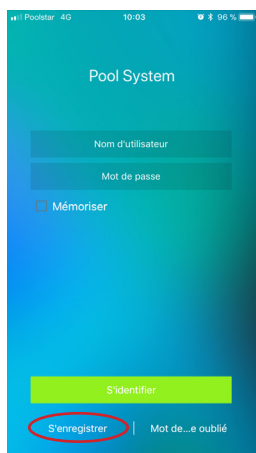 Poolstar 4G 10:03 96 %
Pool System
Nom d'utilisateur
Mot de passe
Mémoriser
S'identifier
S'enregistrer | Mot de...e oublié